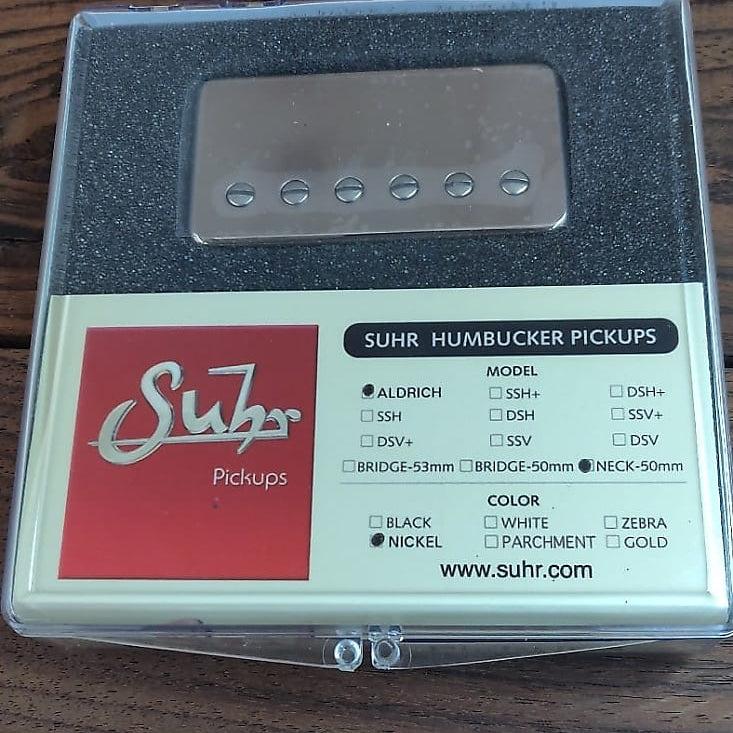 Suhr
Pickups
SUHR HUMBUCKER PICKUPS
MODEL
ALDRICH SSH+ DSH+
SSH DSH SSV+
DSV+ SSV DSV
BRIDGE-53mm BRIDGE-50mm NECK-50mm
COLOR
BLACK WHITE ZEBRA
NICKEL PARCHMENT GOLD
www.suhr.com